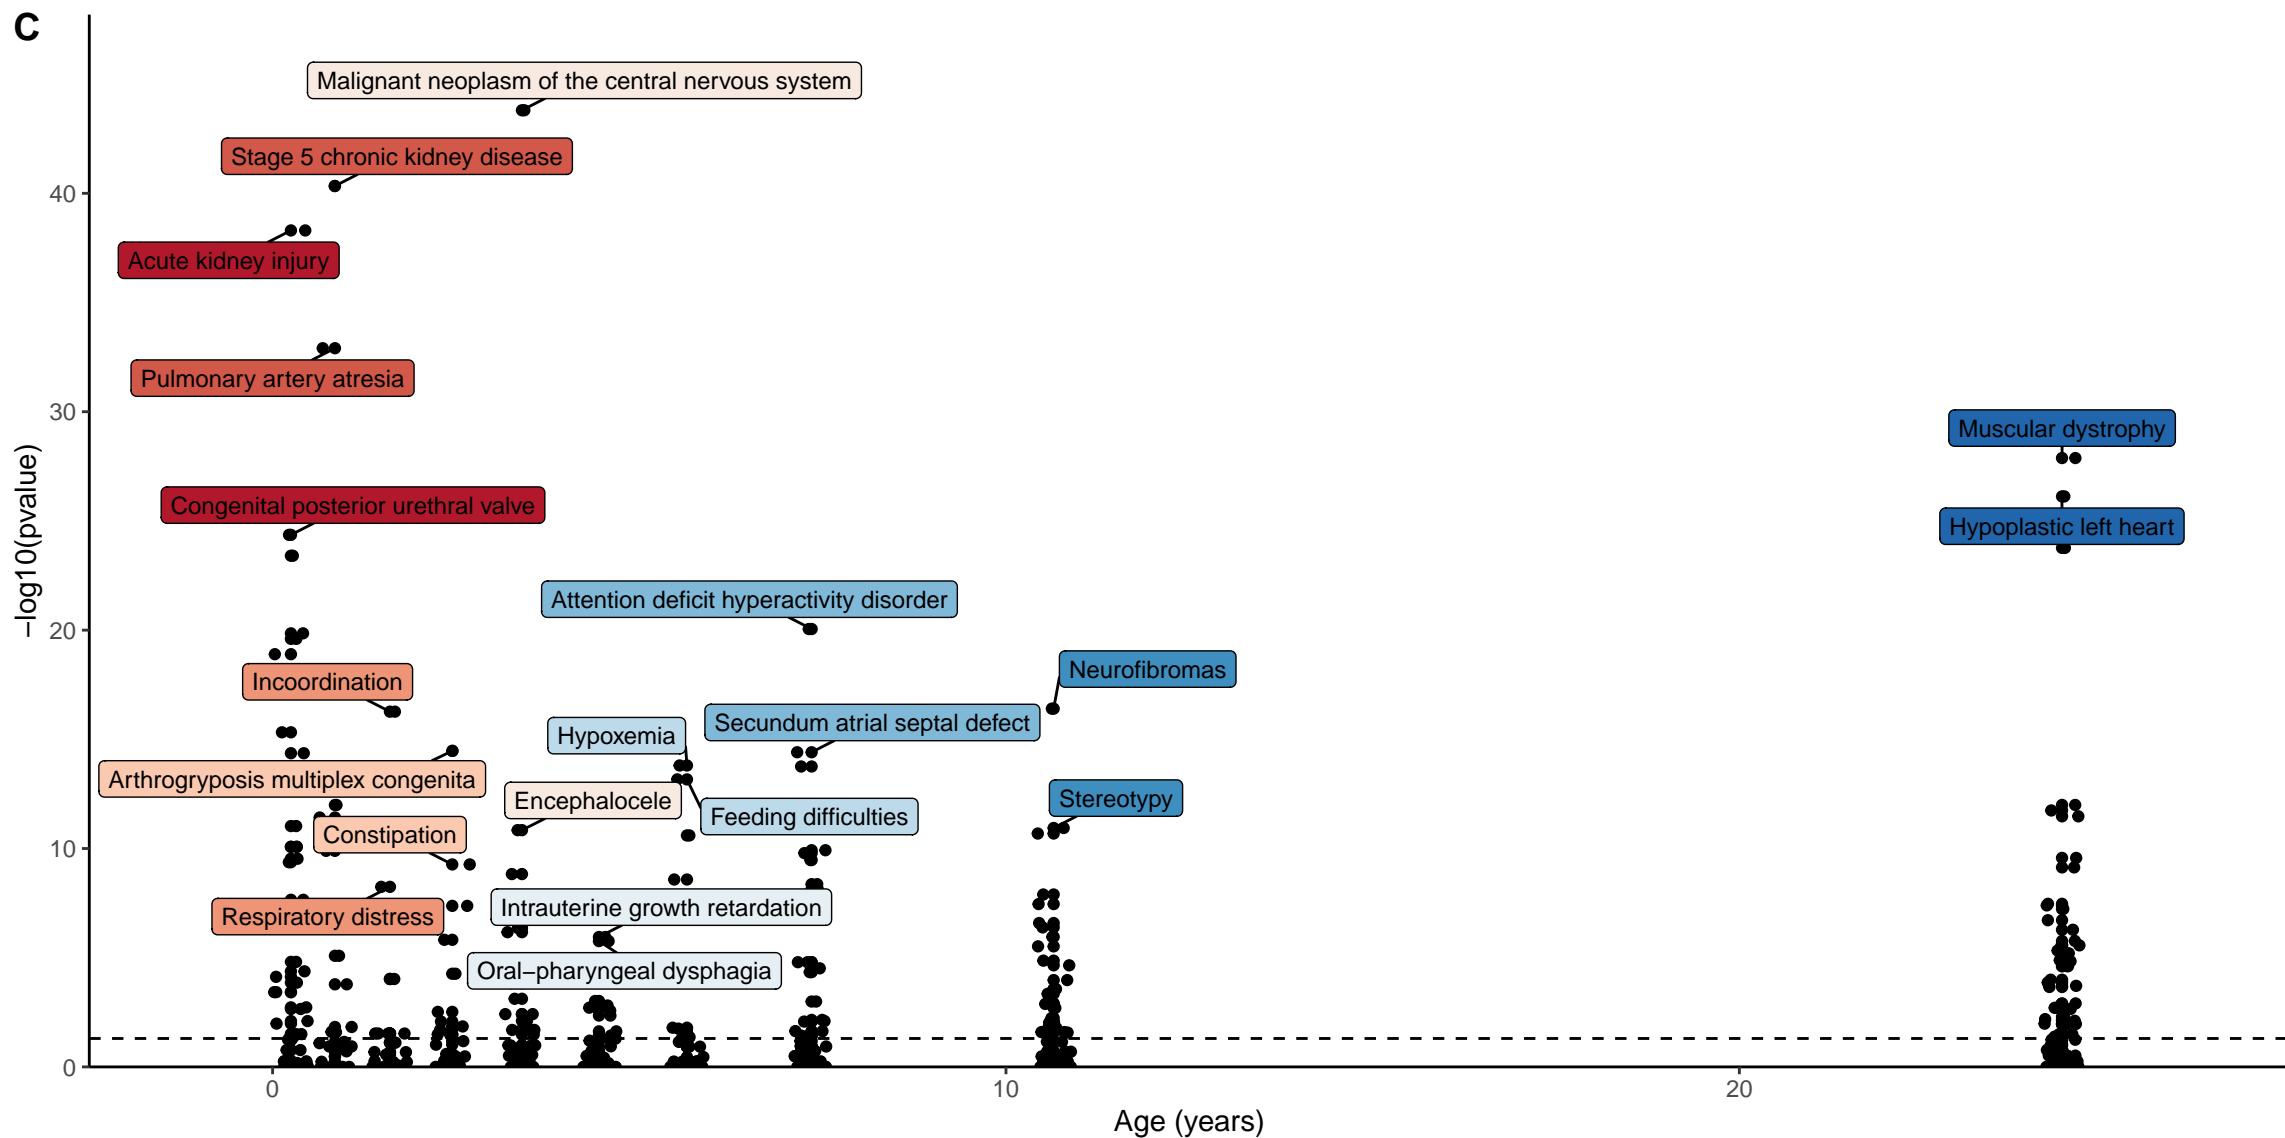 C
Malignant neoplasm of the central nervous system
Stage 5 chronic kidney disease
40
Acute kidney injury
Pulmonary artery atresia
30
Muscular dystrophy
Congenital posterior urethral valve
Hypoplastic left heart
−log10(pvalue)
Attention deficit hyperactivity disorder
20
Neurofibromas
Incoordination
Secundum atrial septal defect
Hypoxemia
Arthrogryposis multiplex congenita
Encephalocele
Stereotypy
Feeding difficulties
Constipation
10
Intrauterine growth retardation
Respiratory distress
Oral−pharyngeal dysphagia
0
0
10
20
Age (years)